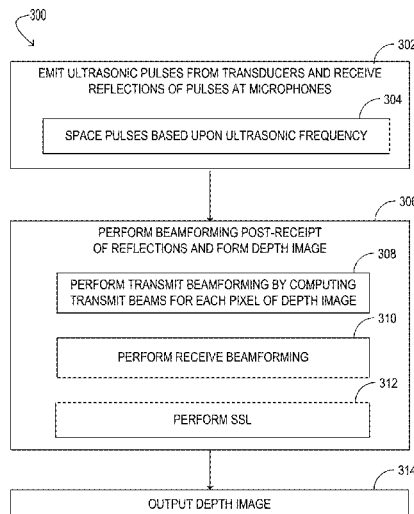 300
302
EMIT ULTRASONIC PULSES FROM TRANSDUCERS AND RECEIVE
REFLECTIONS OF PULSES AT MICROPHONES
304
SPACE PULSES BASED UPON ULTRASONIC FREQUENCY
306
PERFORM BEAMFORMING POST-RECEIPT
OF REFLECTIONS AND FORM DEPTH IMAGE
308
PERFORM TRANSMIT BEAMFORMING BY COMPUTING
TRANSMIT BEAMS FOR EACH PIXEL OF DEPTH IMAGE
310
PERFORM RECEIVE BEAMFORMING
312
PERFORM SSL
314
OUTPUT DEPTH IMAGE